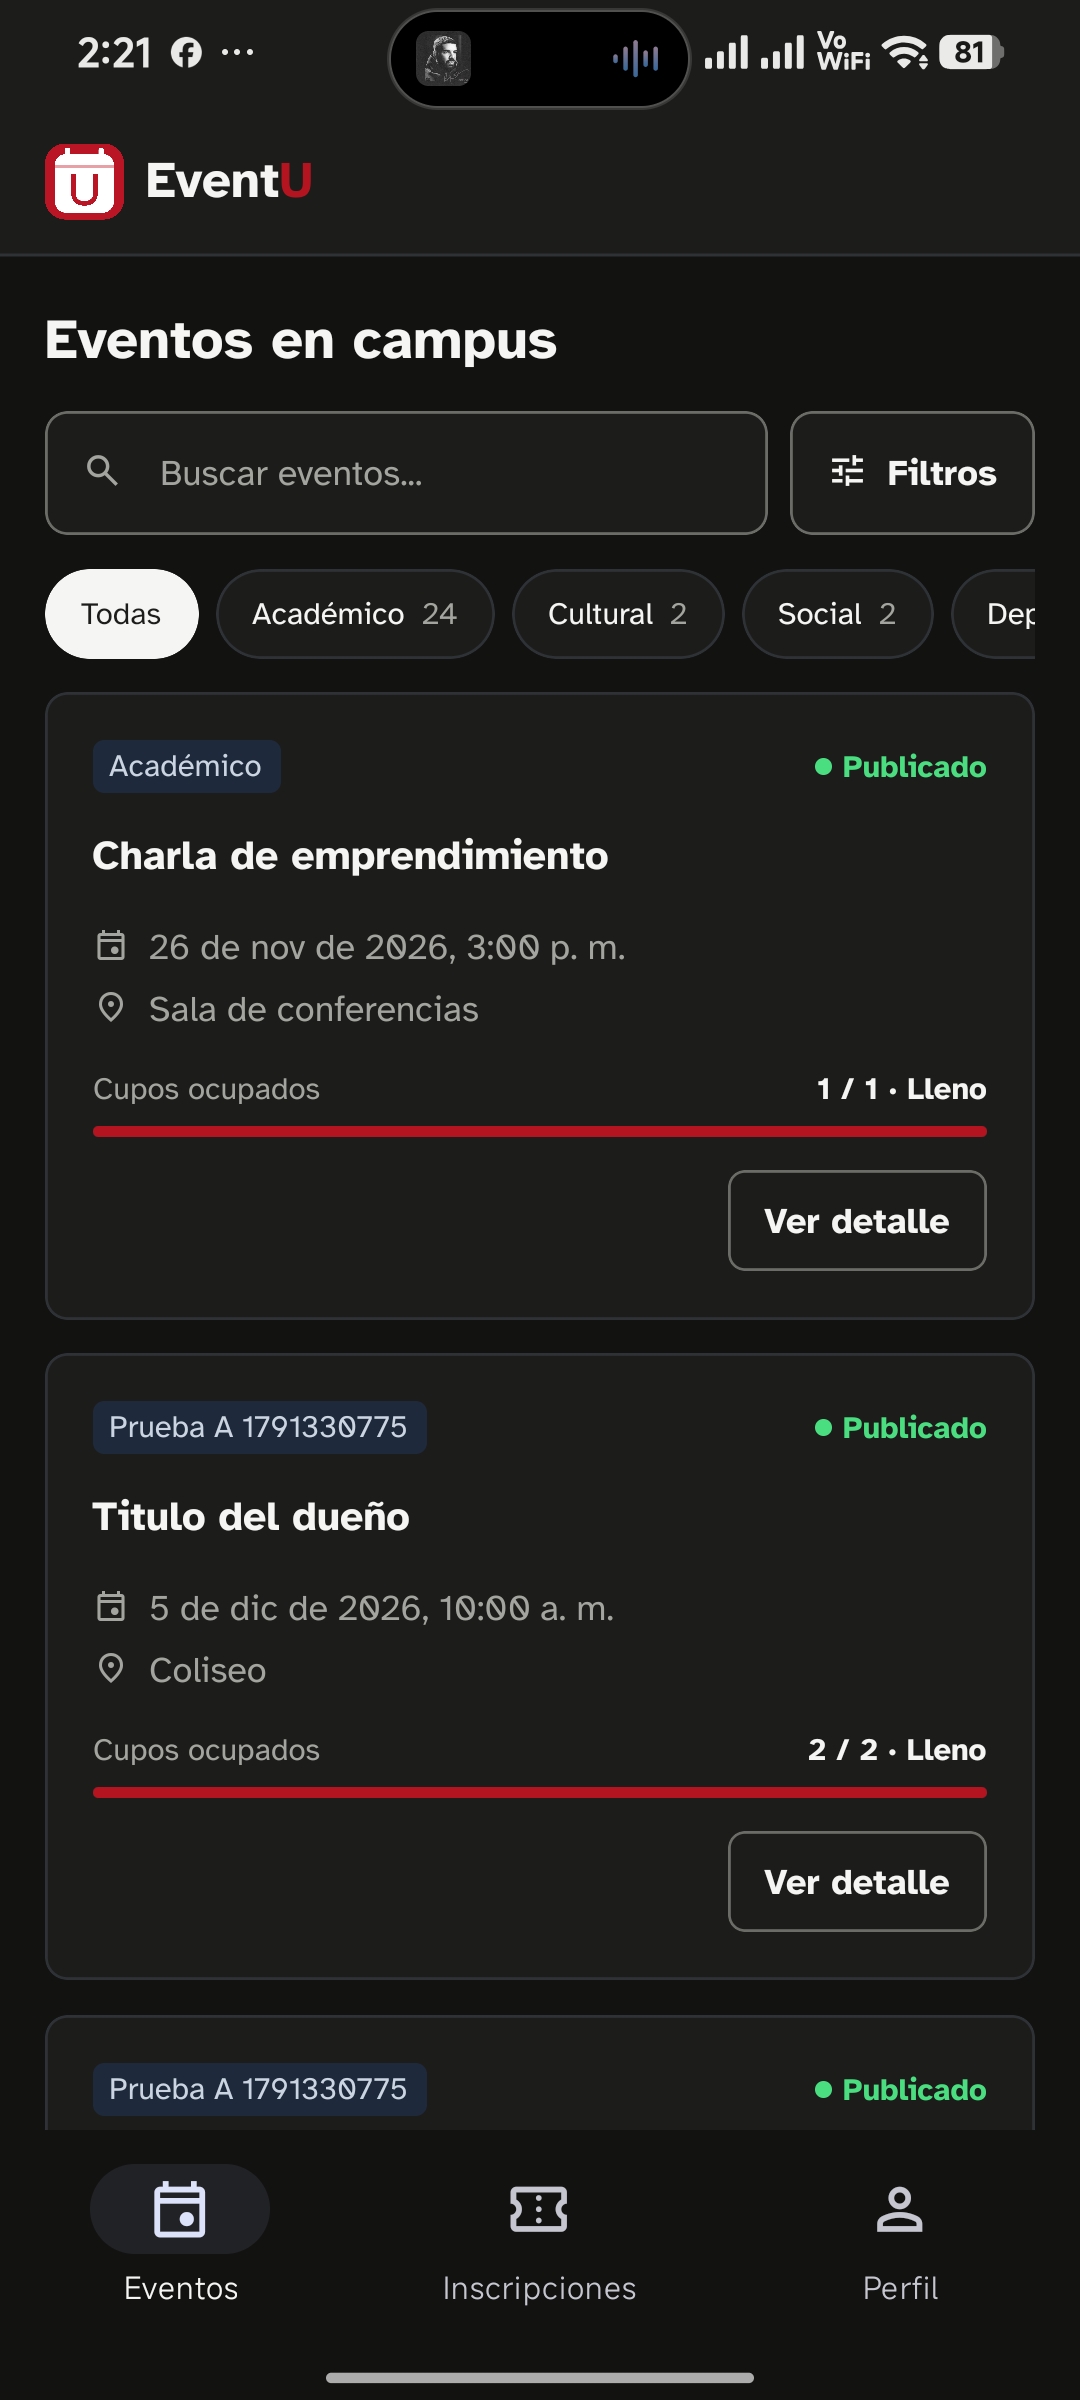 2:21 ... Vo WiFi 81
U EventU
Eventos en campus
Buscar eventos... Filtros
Todas Académico 24 Cultural 2 Social 2 Dep
Académico Publicado
Charla de emprendimiento
26 de nov de 2026, 3:00 p. m.
Sala de conferencias
Cupos ocupados 1 / 1 · Lleno
Ver detalle
Prueba A 1791330775 Publicado
Titulo del dueño
5 de dic de 2026, 10:00 a. m.
Coliseo
Cupos ocupados 2 / 2 · Lleno
Ver detalle
Prueba A 1791330775 Publicado
Eventos Inscripciones Perfil